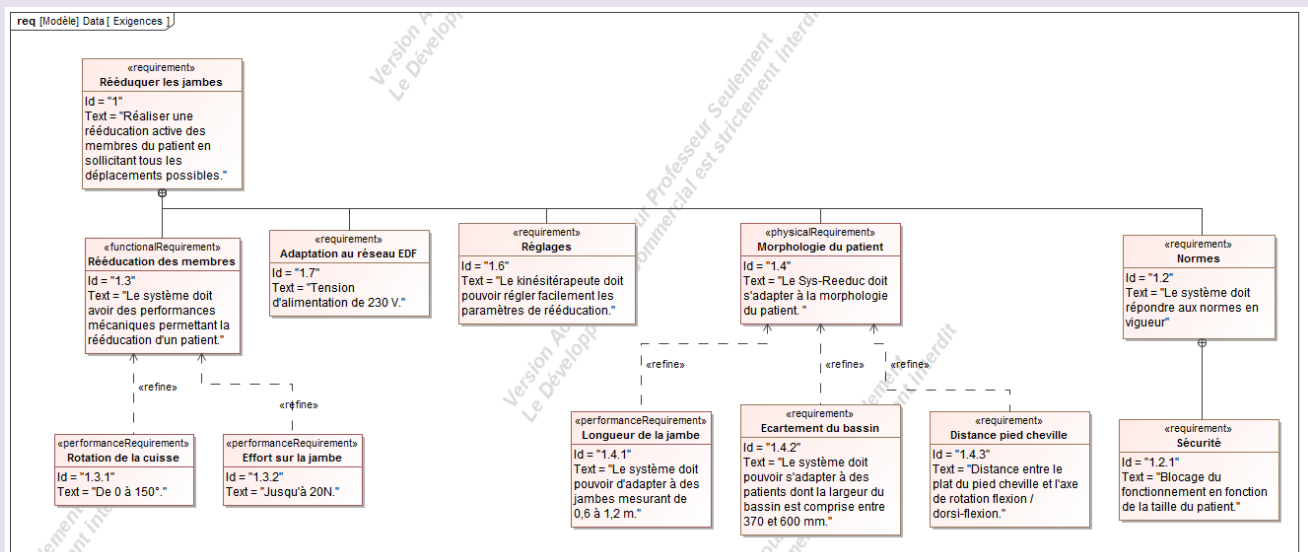 req [Modèle] Data [ Exigences ]
«requirement»
Rééduquer les jambes
Id = "1"
Text = "Réaliser une
rééducation active des
membres du patient en
sollicitant tous les
déplacements possibles."
«functionalRequirement»
Rééducation des membres
Id = "1.3"
Text = "Le système doit
avoir des performances
mécaniques permettant la
rééducation d'un patient."
«requirement»
Adaptation au réseau EDF
Id = "1.7"
Text = "Tension
d'alimentation de 230 V."
«requirement»
Réglages
Id = "1.6"
Text = "Le kinésitérapeute doit
pouvoir régler facilement les
paramètres de rééducation."
«physicalRequirement»
Morphologie du patient
Id = "1.4"
Text = "Le Sys-Reeduc doit
s'adapter à la morphologie
du patient. "
«requirement»
Normes
Id = "1.2"
Text = "Le système doit
répondre aux normes en
vigueur"
«refine»
«refine»
«refine»
«refine»
«refine»
«performanceRequirement»
Rotation de la cuisse
Id = "1.3.1"
Text = "De 0 à 150°."
«performanceRequirement»
Effort sur la jambe
Id = "1.3.2"
Text = "Jusqu'à 20N."
«performanceRequirement»
Longueur de la jambe
Id = "1.4.1"
Text = "Le système doit
pouvoir d'adapter à des
jambes mesurant de
0,6 à 1,2 m."
«requirement»
Ecartement du bassin
Id = "1.4.2"
Text = "Le système doit
pouvoir s'adapter à des
patients dont la largeur du
bassin est comprise entre
370 et 600 mm."
«requirement»
Distance pied cheville
Id = "1.4.3"
Text = "Distance entre le
plat du pied cheville et l'axe
de rotation flexion /
dorsi-flexion."
«requirement»
Sécurité
Id = "1.2.1"
Text = "Blocage du
fonctionnement en fonction
de la taille du patient."